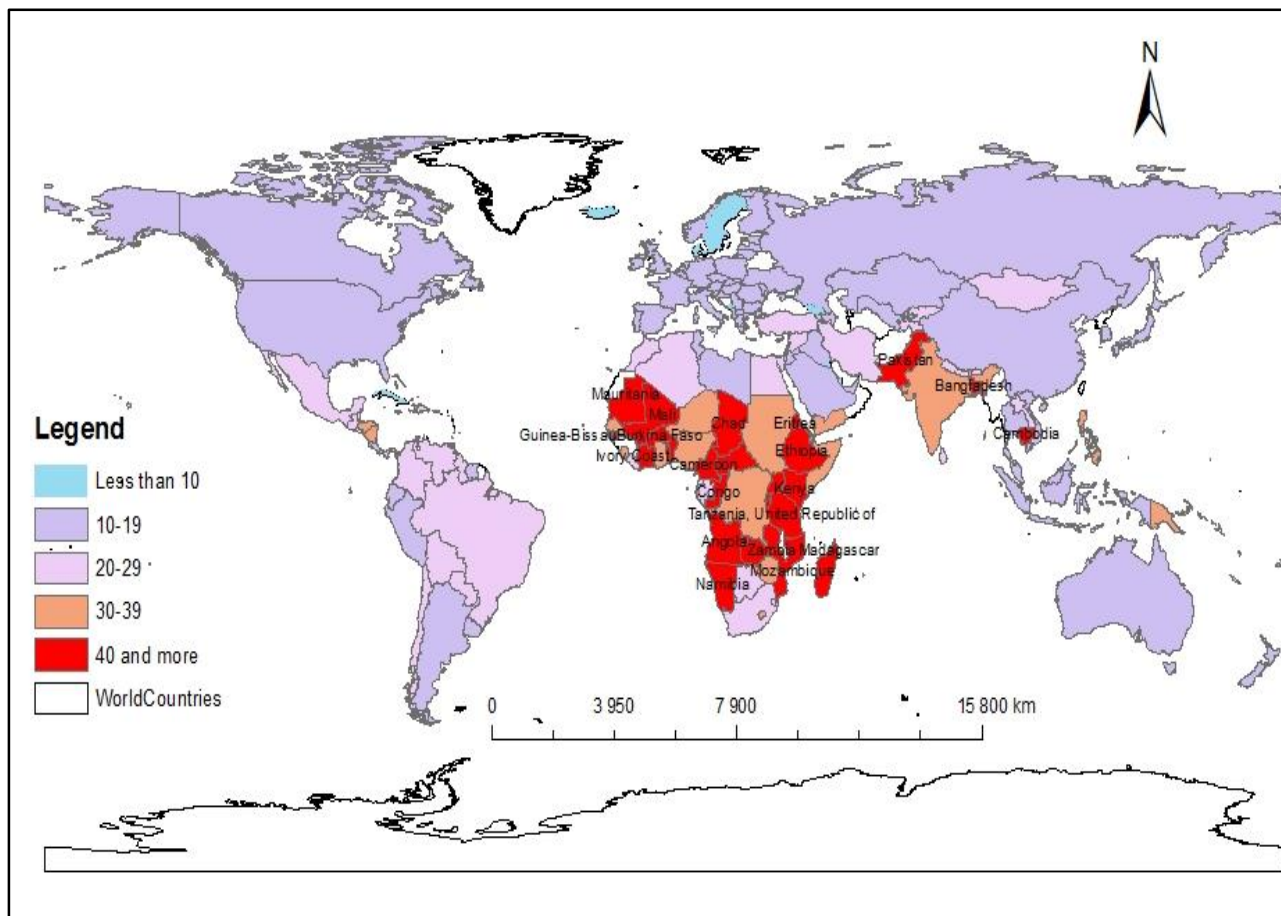 N
Pakistan
Bangladesh
Mauritania
Mali
Chad
Eritrea
Guinea-Bissau
Burkina Faso
Cambodia
Ivory Coast
Cameroon
Ethiopia
Congo
Kenya
Tanzania, United Republic of
Angola
Zambia
Madagascar
Mozambique
Namibia
Legend
Less than 10
10-19
20-29
30-39
40 and more
WorldCountries
0 3 950 7 900 15 800 km